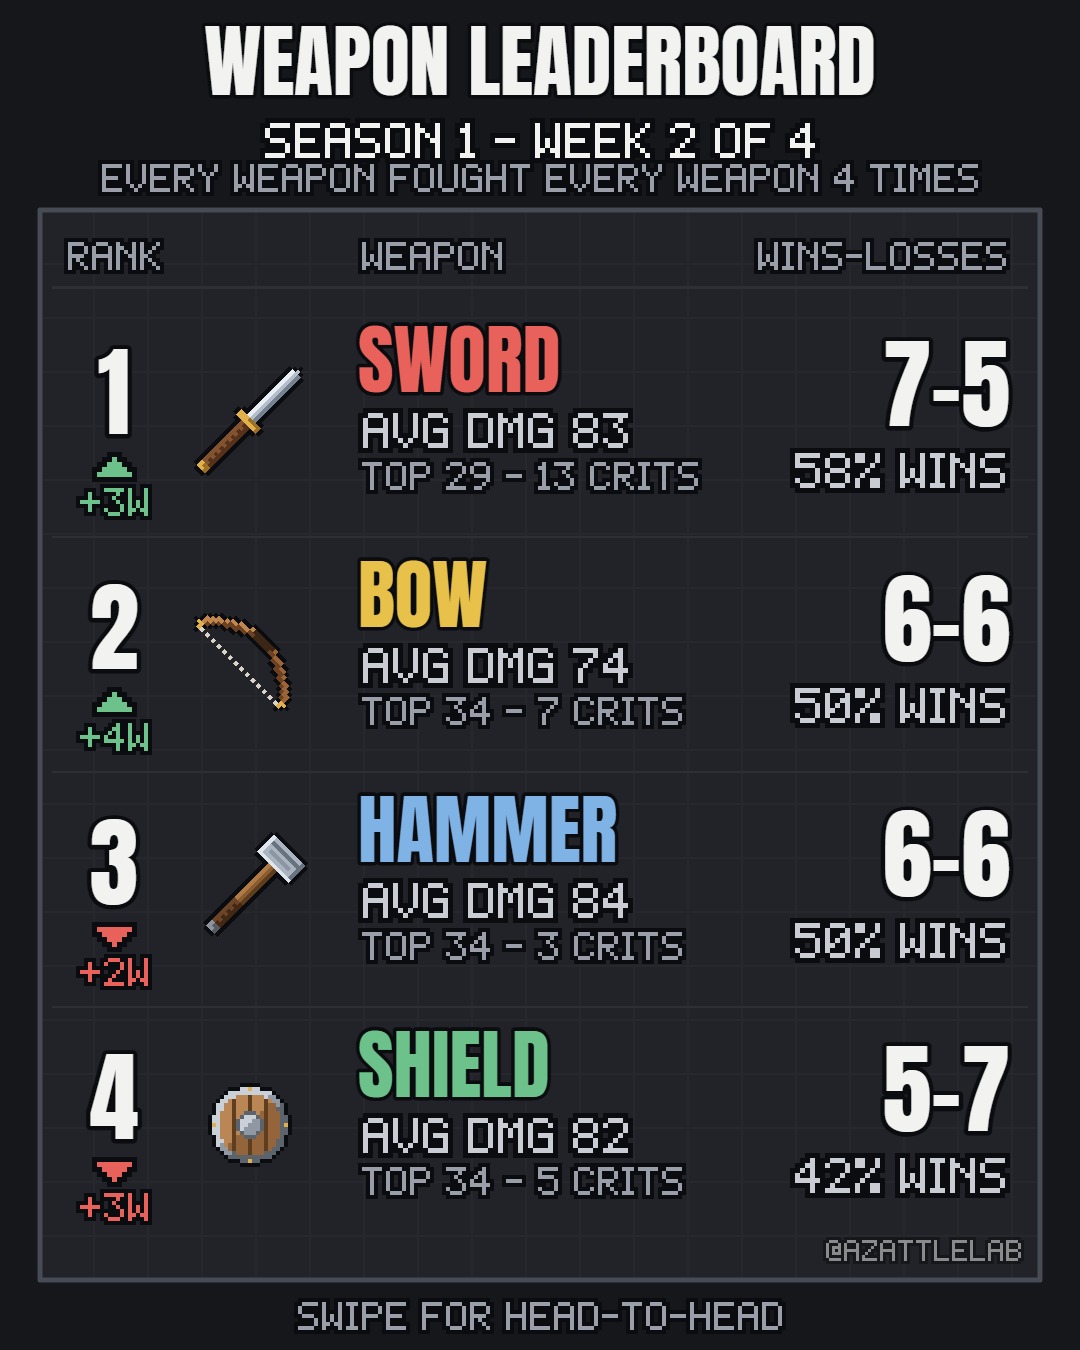 WEAPON LEADERBOARD
SEASON 1 - WEEK 2 OF 4
EVERY WEAPON FOUGHT EVERY WEAPON 4 TIMES
RANK WEAPON WINS-LOSSES
1
+3W
SWORD
AVG DMG 83
TOP 29 - 13 CRITS
7-5
58% WINS
2
+4W
BOW
AVG DMG 74
TOP 34 - 7 CRITS
6-6
50% WINS
3
+2W
HAMMER
AVG DMG 84
TOP 34 - 3 CRITS
6-6
50% WINS
4
+3W
SHIELD
AVG DMG 82
TOP 34 - 5 CRITS
5-7
42% WINS
@AZATTLELAB
SWIPE FOR HEAD-TO-HEAD